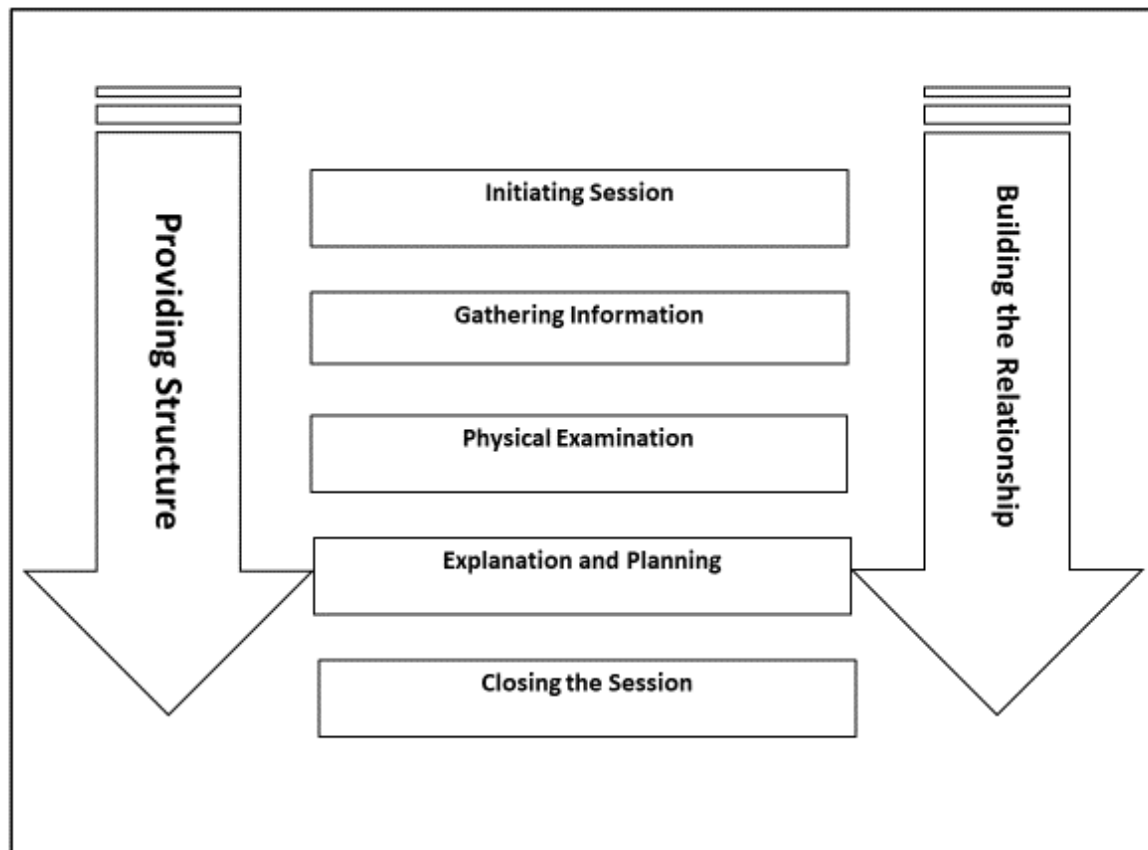 Providing Structure
Initiating Session
Gathering Information
Physical Examination
Explanation and Planning
Closing the Session
Building the Relationship